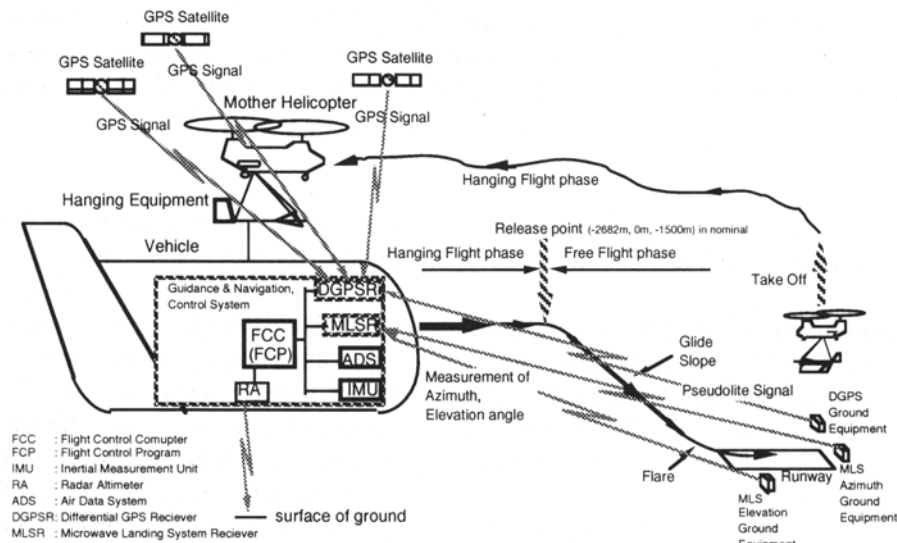 GPS Satellite
GPS Satellite
GPS Signal
GPS Satellite
Mother Helicopter
GPS Signal
GPS Signal
Hanging Flight phase
Hanging Equipment
Release point (-2682m, 0m, -1500m) in nominal
Vehicle
Hanging Flight phase
Free Flight phase
Take Off
Guidance & Navigation,
Control System
DGPSR
MLSR
FCC
(FCP)
ADS
RA
IMU
Glide
Slope
Measurement of
Azimuth,
Elevation angle
Pseudolite Signal
DGPS
Ground
Equipment
Flare
Runway
MLS
Azimuth
Ground
Equipment
MLS
Elevation
Ground
Equipment
FCC : Flight Control Comupter
FCP : Flight Control Program
IMU : Inertial Measurement Unit
RA : Radar Altimeter
ADS : Air Data System
DGPSR: Differential GPS Reciever
MLSR : Microwave Landing System Reciever
surface of ground